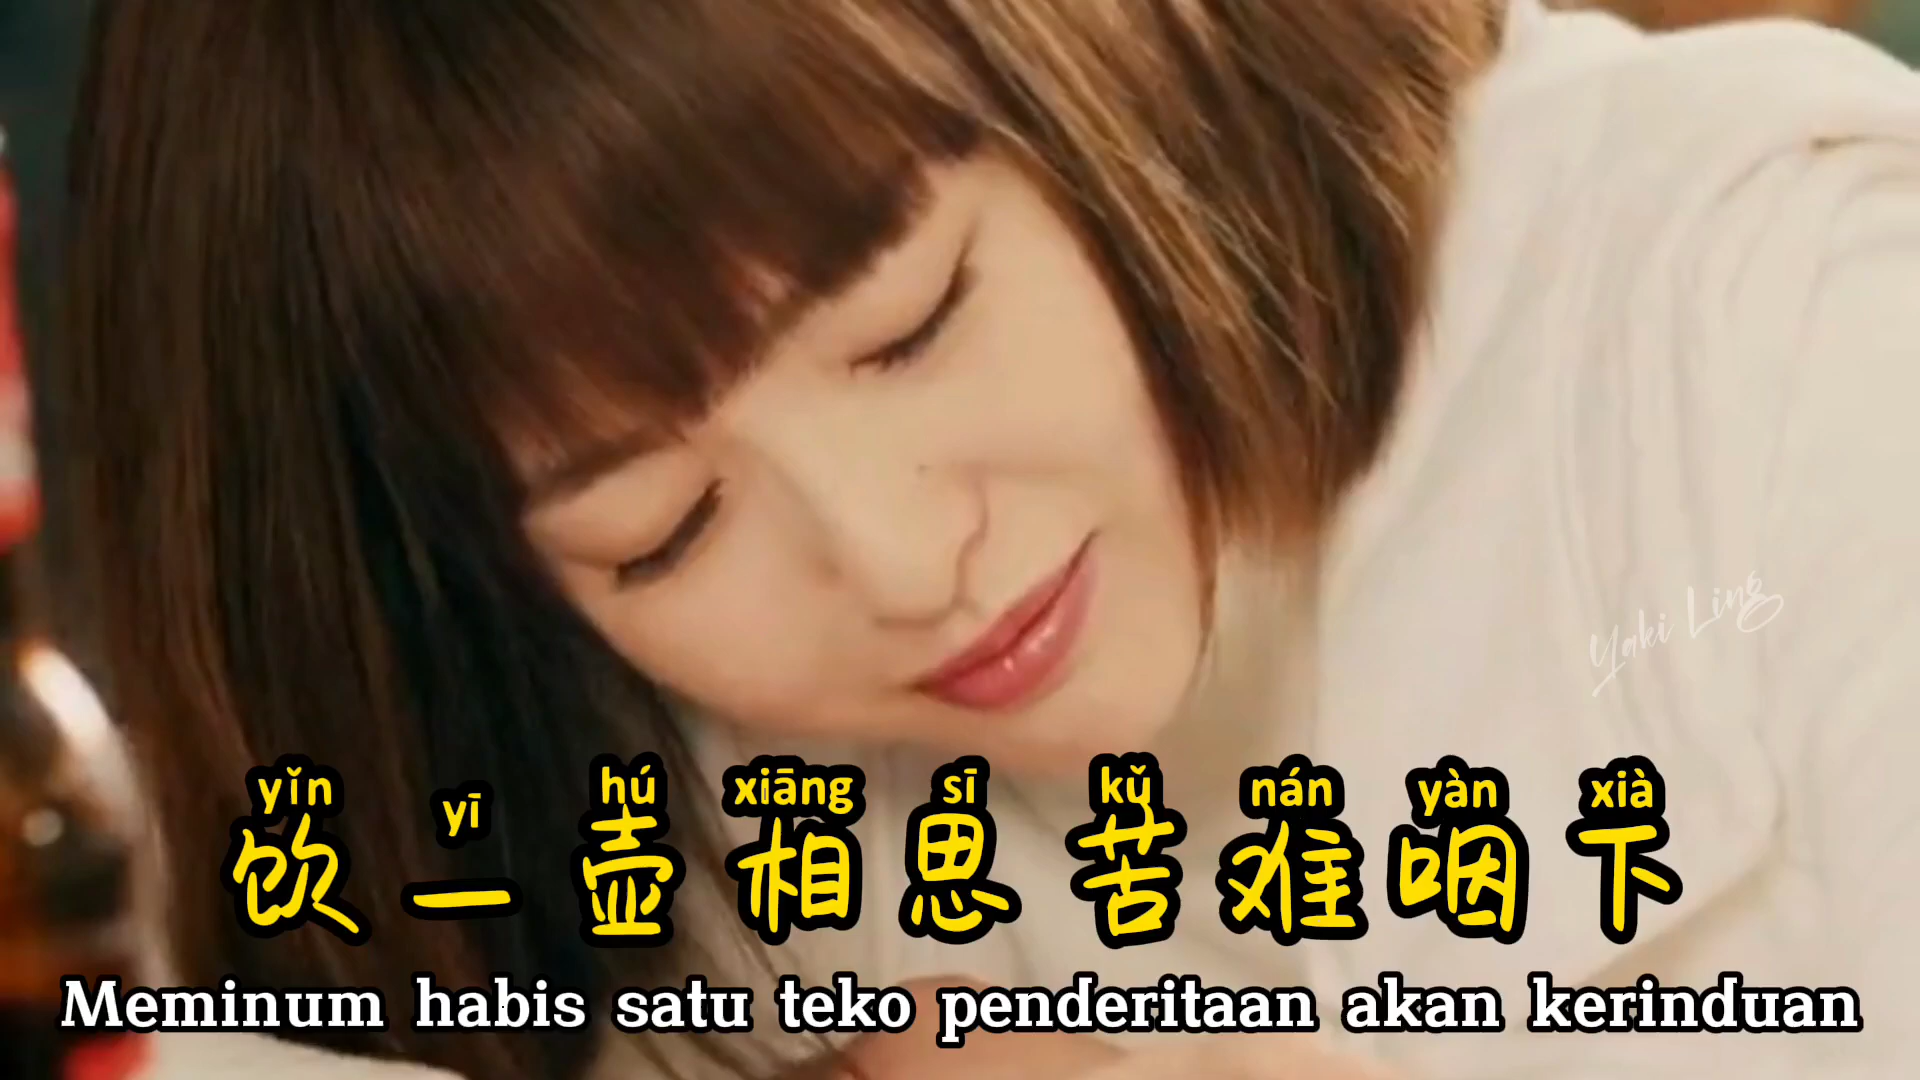 yǐn yī hú xiāng sī kǔ nán yàn xià
饮一壶相思苦难咽下
Meminum habis satu teko penderitaan akan kerinduan
Yaki Ling